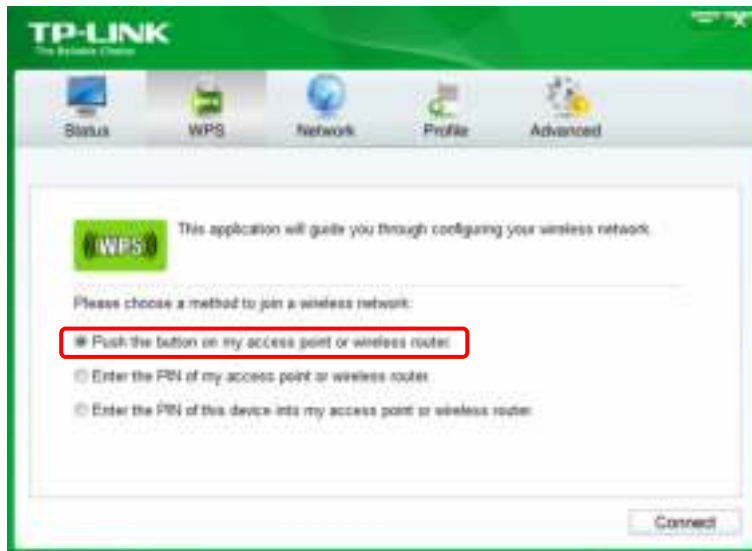 TP-LINK
The Reliable Choice
Status WPS Network Profile Advanced
WPS
This application will guide you through configuring your wireless network.
Please choose a method to join a wireless network:
Push the button on my access point or wireless router.
Enter the PIN of my access point or wireless router.
Enter the PIN of this device into my access point or wireless router.
Connect